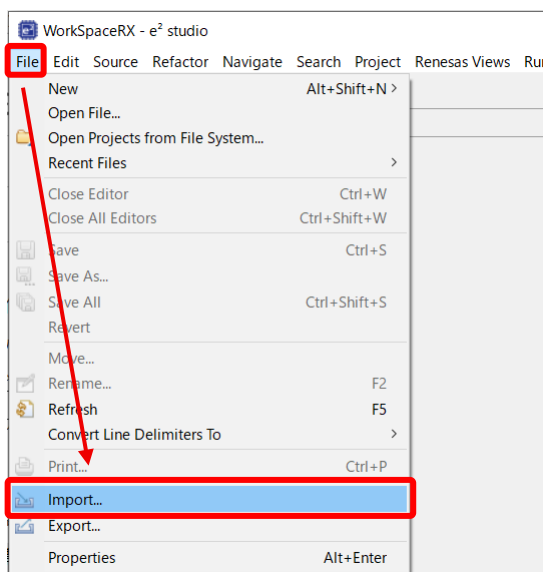 WorkSpaceRX - e² studio
File Edit Source Refactor Navigate Search Project Renesas Views
New Alt+Shift+N >
Open File...
Open Projects from File System...
Recent Files >
Close Editor Ctrl+W
Close All Editors Ctrl+Shift+W
Save Ctrl+S
Save As...
Save All Ctrl+Shift+S
Revert
Move...
Rename... F2
Refresh F5
Convert Line Delimiters To >
Print... Ctrl+P
Import...
Export...
Properties Alt+Enter